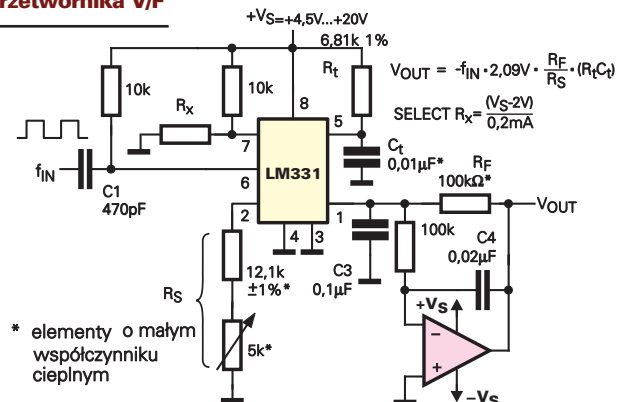 rzetwornika V/F
+VS=+4,5V...+20V
6,81k 1%
Rt
10k
10k
Rx
8
5
7
6
LM331
2
1
4
3
fIN
C1
470pF
Ct
0,01µF*
VOUT = -fIN•2,09V• RF/RS •(RtCt)
SELECT Rx= (VS-2V)/0,2mA
RF
100kΩ*
VOUT
100k
C4
0,02µF
C3
0,1µF
RS
12,1k
±1%*
5k*
+VS
−
+
−VS
* elementy o małym
współczynniku
cieplnym